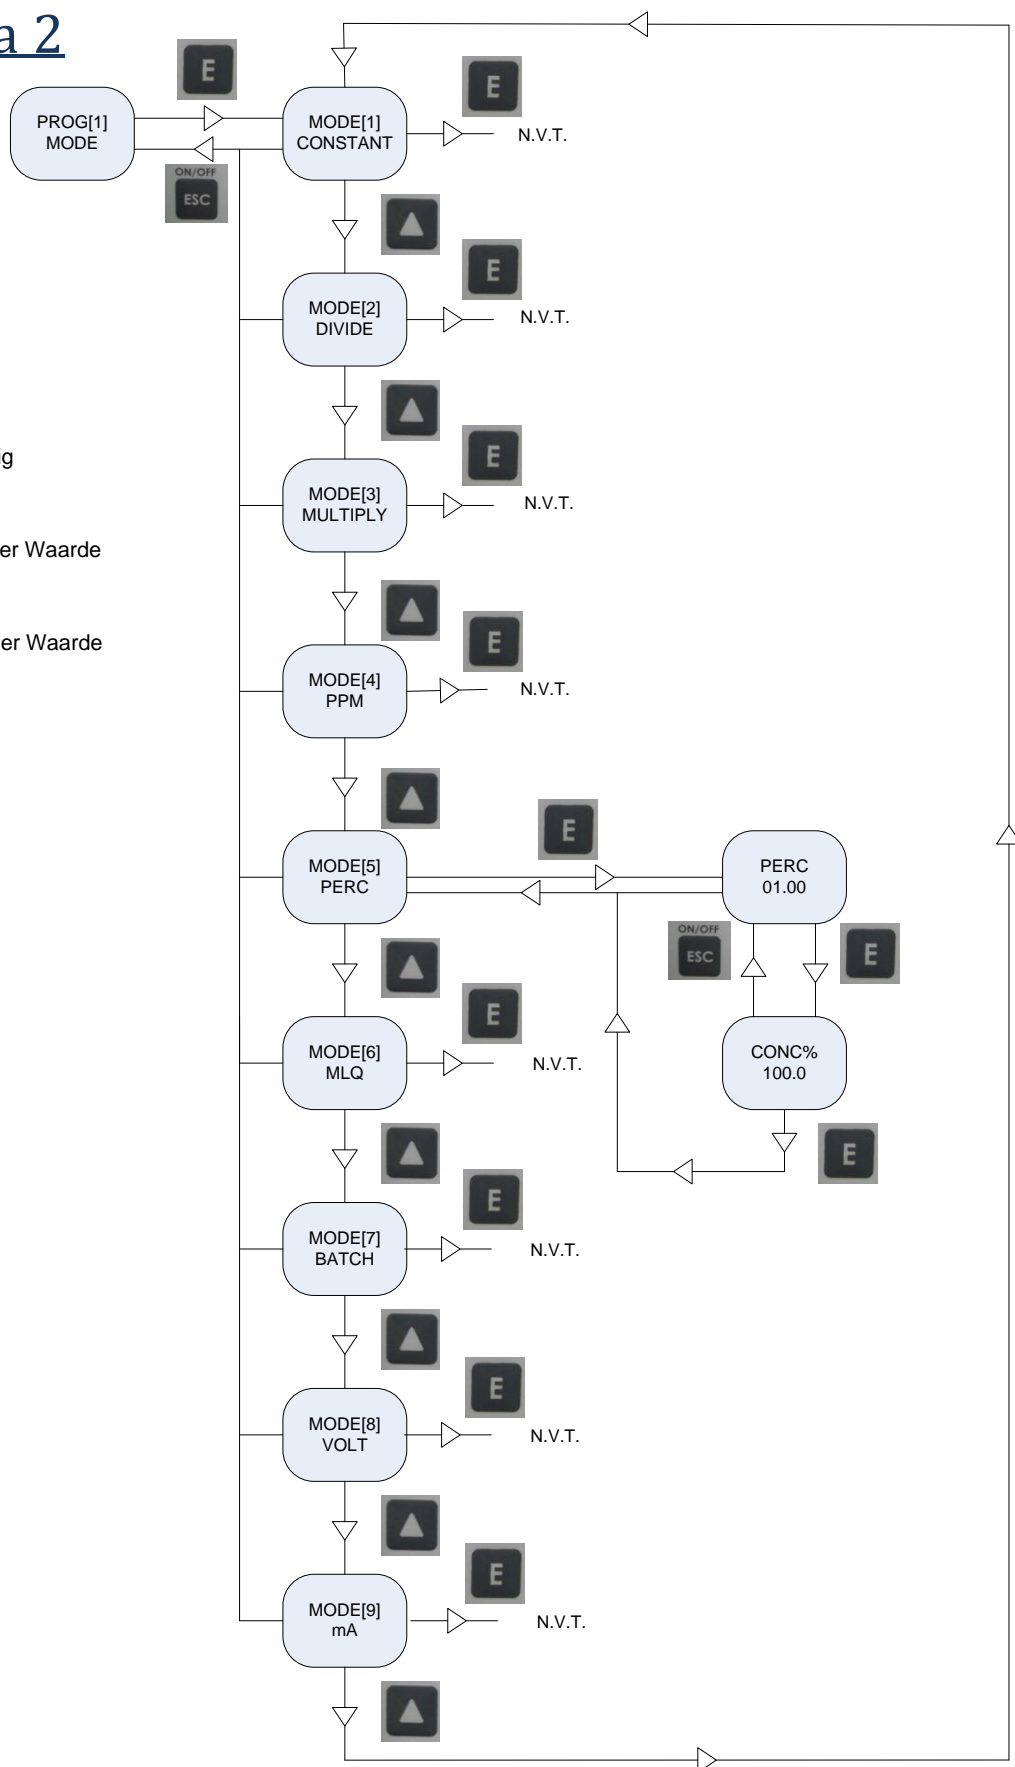 a 2
E
E
PROG[1]
MODE
MODE[1]
CONSTANT
N.V.T.
ON/OFF
ESC
E
MODE[2]
DIVIDE
N.V.T.
E
ig
MODE[3]
MULTIPLY
N.V.T.
er Waarde
E
er Waarde
MODE[4]
PPM
N.V.T.
E
MODE[5]
PERC
PERC
01.00
ON/OFF
ESC
E
E
MODE[6]
MLQ
N.V.T.
CONC%
100.0
E
E
MODE[7]
BATCH
N.V.T.
E
MODE[8]
VOLT
N.V.T.
E
MODE[9]
mA
N.V.T.